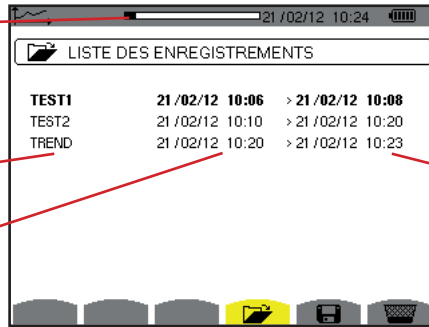 21/02/12 10:24
LISTE DES ENREGISTREMENTS
TEST1 21/02/12 10:06 > 21/02/12 10:08
TEST2 21/02/12 10:10 > 21/02/12 10:20
TREND 21/02/12 10:20 > 21/02/12 10:23